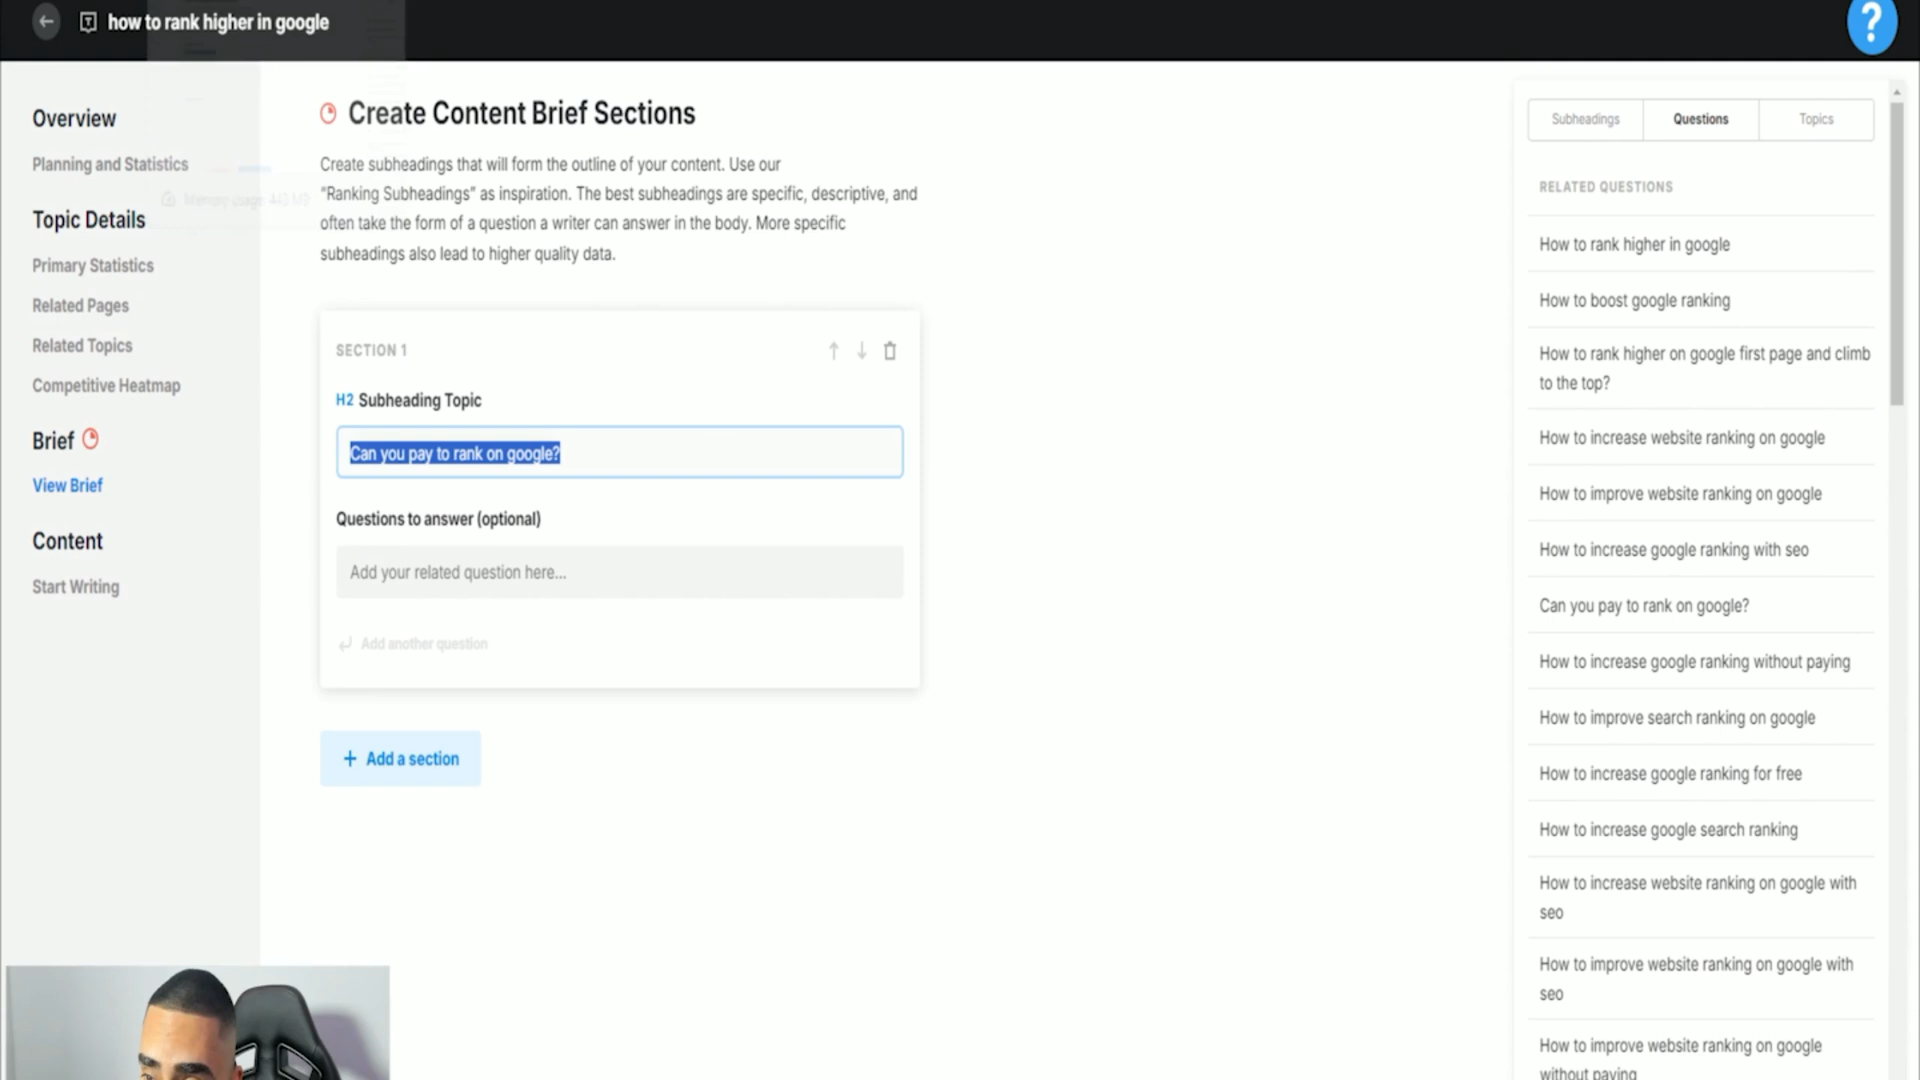 how to rank higher in google
?
Overview
Planning and Statistics
Memory usage: 443 MB
Topic Details
Primary Statistics
Related Pages
Related Topics
Competitive Heatmap
Brief
View Brief
Content
Start Writing
Create Content Brief Sections
Create subheadings that will form the outline of your content. Use our
"Ranking Subheadings" as inspiration. The best subheadings are specific, descriptive, and
often take the form of a question a writer can answer in the body. More specific
subheadings also lead to higher quality data.
SECTION 1
H2 Subheading Topic
Can you pay to rank on google?
Questions to answer (optional)
Add your related question here...
Add another question
+ Add a section
Subheadings
Questions
Topics
RELATED QUESTIONS
How to rank higher in google
How to boost google ranking
How to rank higher on google first page and climb
to the top?
How to increase website ranking on google
How to improve website ranking on google
How to increase google ranking with seo
Can you pay to rank on google?
How to increase google ranking without paying
How to improve search ranking on google
How to increase google ranking for free
How to increase google search ranking
How to increase website ranking on google with
seo
How to improve website ranking on google with
seo
How to improve website ranking on google
without paying